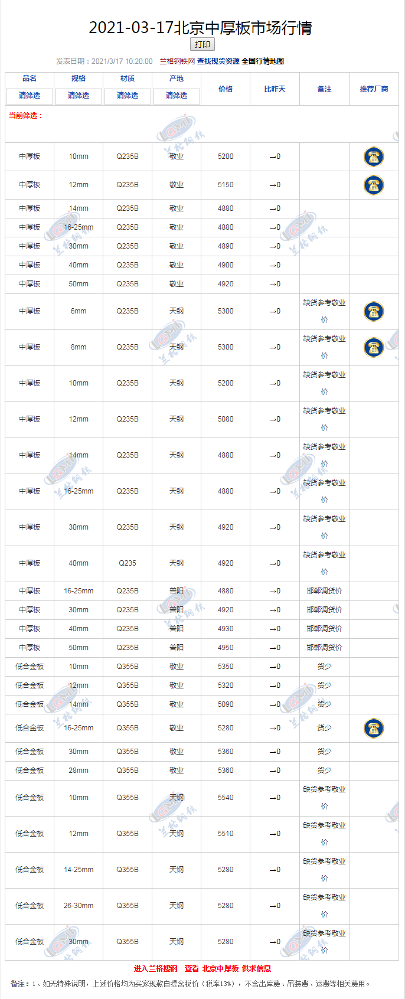 2021-03-17北京中厚板市场行情
打印
发表日期：2021/3/17 10:20:00 兰格钢铁网 查找现货资源 全国行情地图
品名 规格 材质 产地 价格 比昨天 备注 推荐厂商
请筛选 请筛选 请筛选 请筛选
当前筛选：
中厚板 10mm Q235B 敬业 5200 →0
中厚板 12mm Q235B 敬业 5150 →0
中厚板 14mm Q235B 敬业 4880 →0
中厚板 16-25mm Q235B 敬业 4880 →0
中厚板 30mm Q235B 敬业 4890 →0
中厚板 40mm Q235B 敬业 4900 →0
中厚板 50mm Q235B 敬业 4920 →0
中厚板 6mm Q235B 天钢 5300 →0 缺货参考敬业
价
中厚板 8mm Q235B 天钢 5300 →0 缺货参考敬业
价
中厚板 10mm Q235B 天钢 5200 →0 缺货参考敬业
价
中厚板 12mm Q235B 天钢 5080 →0 缺货参考敬业
价
中厚板 14mm Q235B 天钢 4880 →0 缺货参考敬业
价
中厚板 16-25mm Q235B 天钢 4880 →0 缺货参考敬业
价
中厚板 30mm Q235B 天钢 4920 →0 缺货参考敬业
价
中厚板 40mm Q235 天钢 4920 →0 缺货参考敬业
价
中厚板 16-25mm Q235B 普阳 4880 →0 邯郸调货价
中厚板 30mm Q235B 普阳 4920 →0 邯郸调货价
中厚板 40mm Q235B 普阳 4930 →0 邯郸调货价
中厚板 50mm Q235B 普阳 4950 →0 邯郸调货价
低合金板 10mm Q355B 敬业 5350 →0 货少
低合金板 12mm Q355B 敬业 5320 →0 货少
低合金板 14mm Q355B 敬业 5090 →0 货少
低合金板 16-25mm Q355B 敬业 5280 →0 货少
低合金板 30mm Q355B 敬业 5360 →0 货少
低合金板 28mm Q355B 敬业 5360 →0 货少
低合金板 10mm Q355B 天钢 5540 →0 缺货参考敬业
价
低合金板 12mm Q355B 天钢 5510 →0 缺货参考敬业
价
低合金板 14-25mm Q355B 天钢 5280 →0 缺货参考敬业
价
低合金板 26-30mm Q355B 天钢 5280 →0 缺货参考敬业
价
低合金板 30mm Q355B 天钢 5280 →0 缺货参考敬业
价
进入兰格搜钢 查看 北京中厚板 供求信息
备注：1、如无特殊说明，上述价格均为买家现款自提含税价（税率13%），不含出库费、吊装费、运费等相关费用。